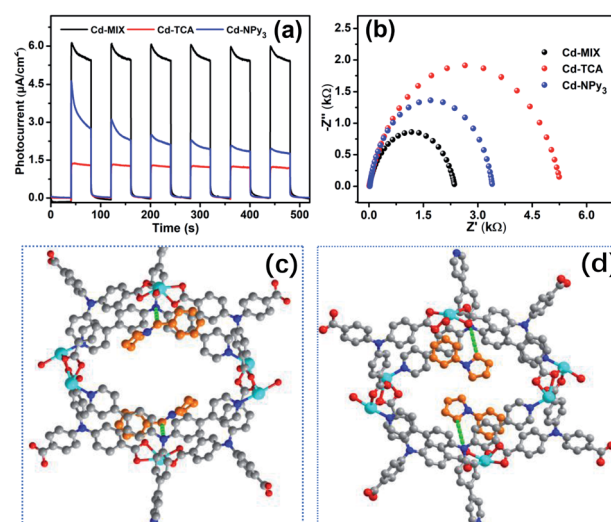 (a)
Cd-MIX Cd-TCA Cd-NPy₃
Photocurrent (μA/cm²)
6.0
4.5
3.0
1.5
0.0
0 100 200 300 400 500
Time (s)
(b)
Cd-MIX
Cd-TCA
Cd-NPy₃
-Z'' (kΩ)
2.5
2.0
1.5
1.0
0.5
0.0
0.0 1.5 3.0 4.5 6.0
Z' (kΩ)
(c)
(d)